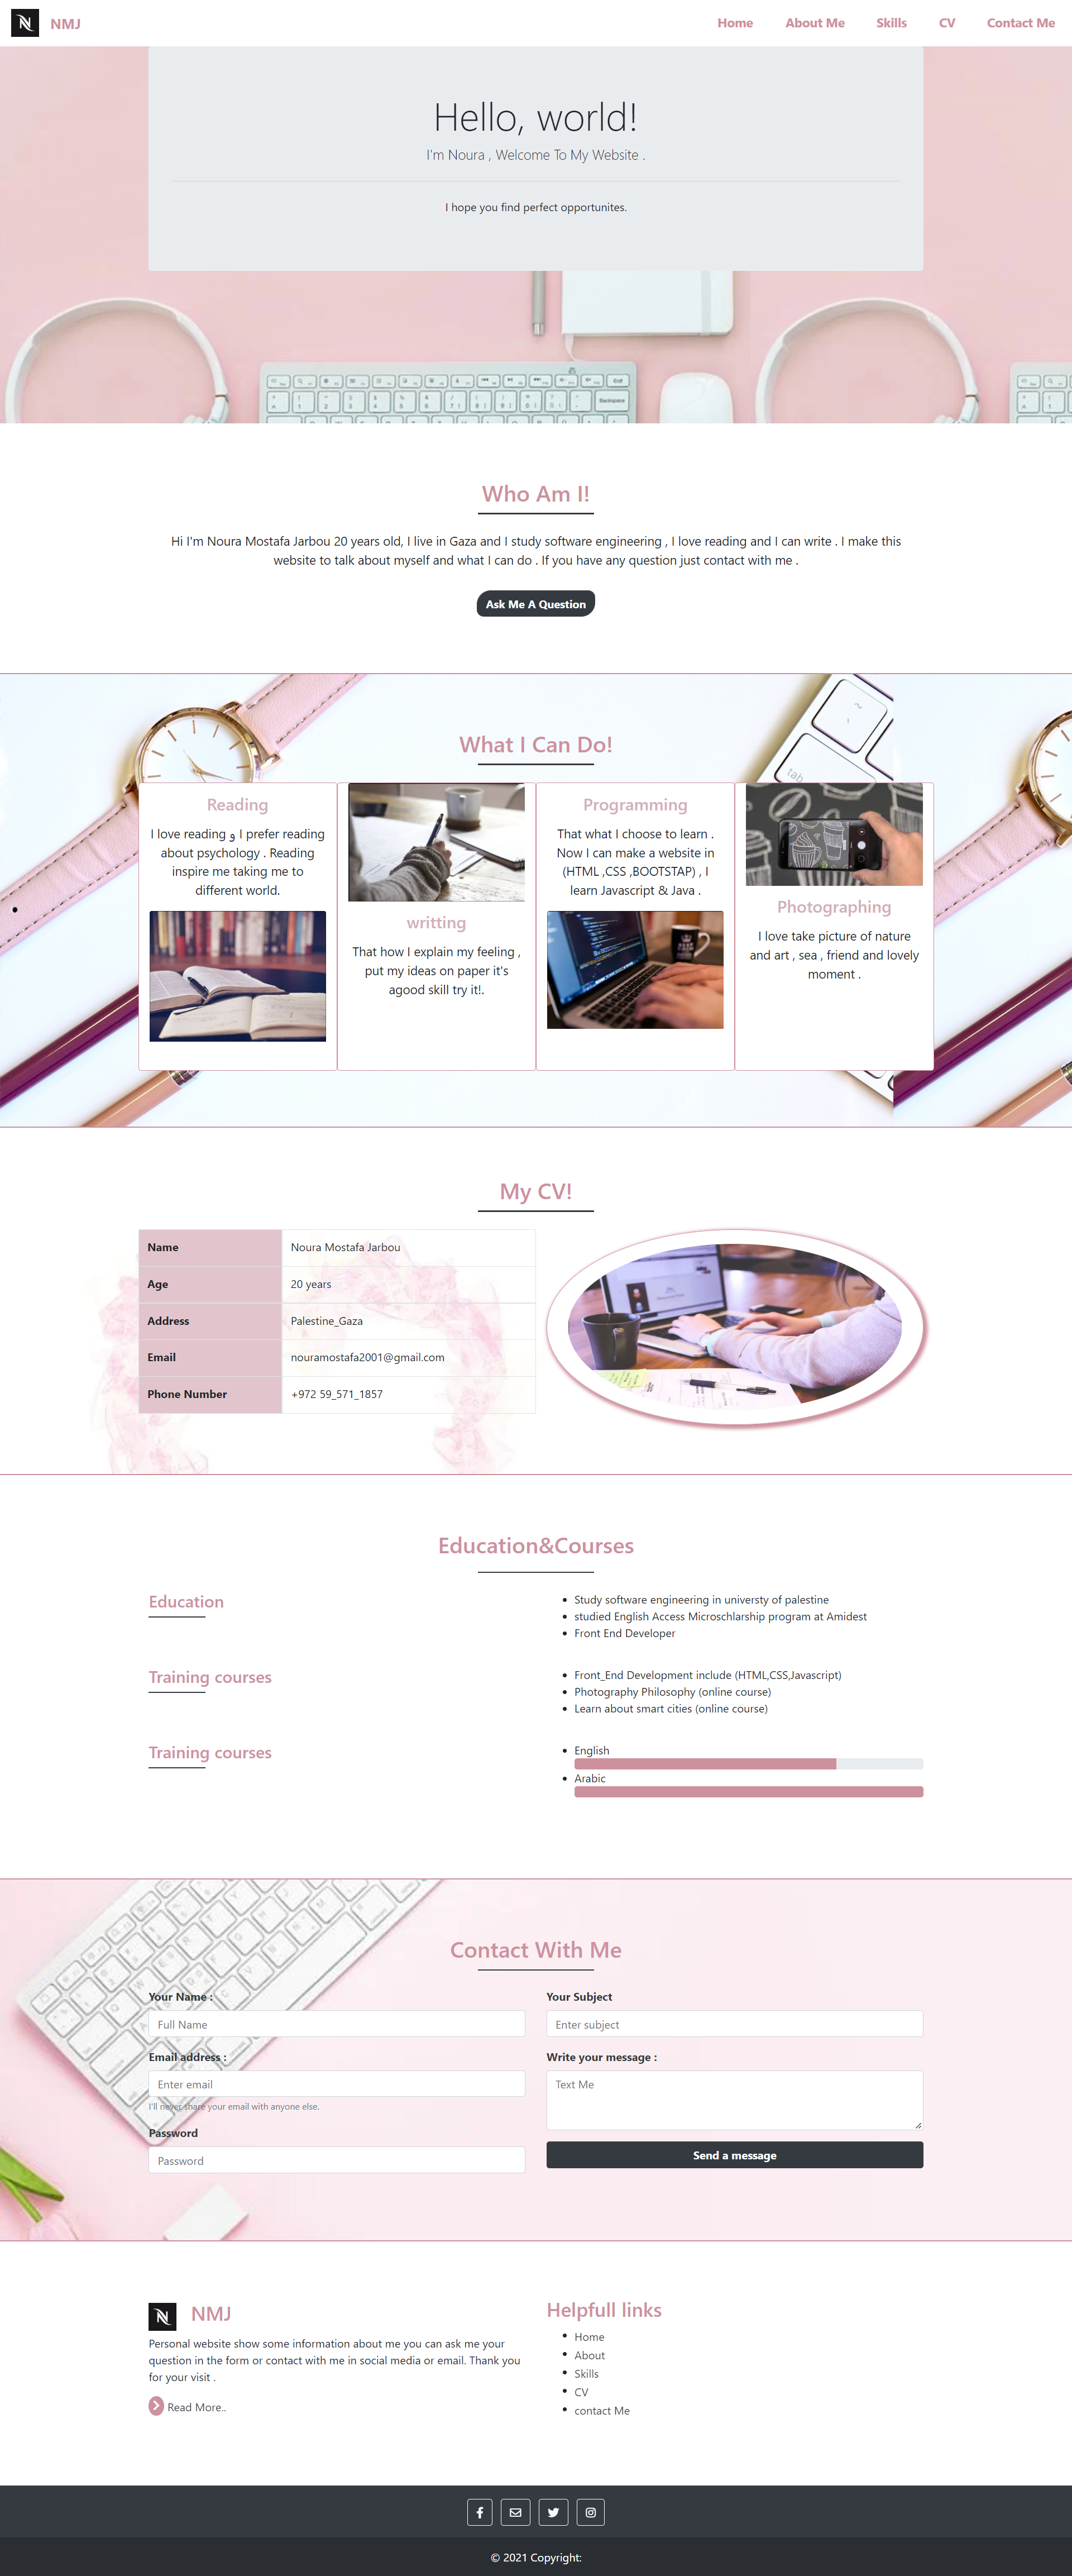 NMJ
Home About Me Skills CV Contact Me
Hello, world!
I'm Noura , Welcome To My Website .
I hope you find perfect opportunites.
Who Am I!
Hi I'm Noura Mostafa Jarbou 20 years old, I live in Gaza and I study software engineering , I love reading and I can write . I make this
website to talk about myself and what I can do . If you have any question just contact with me .
Ask Me A Question
What I Can Do!
Reading
I love reading و I prefer reading
about psychology . Reading
inspire me taking me to
different world.
writting
That how I explain my feeling ,
put my ideas on paper it's
agood skill try it!.
Programming
That what I choose to learn .
Now I can make a website in
(HTML ,CSS ,BOOTSTAP) , I
learn Javascript & Java .
Photographing
I love take picture of nature
and art , sea , friend and lovely
moment .
My CV!
Name Noura Mostafa Jarbou
Age 20 years
Address Palestine_Gaza
Email nouramostafa2001@gmail.com
Phone Number +972 59_571_1857
Education&Courses
Education
Study software engineering in universty of palestine
studied English Access Microschlarship program at Amidest
Front End Developer
Training courses
Front_End Development include (HTML,CSS,Javascript)
Photography Philosophy (online course)
Learn about smart cities (online course)
Training courses
English
Arabic
Contact With Me
Your Name :
Full Name
Email address :
Enter email
I'll never share your email with anyone else.
Password
Password
Your Subject
Enter subject
Write your message :
Text Me
Send a message
NMJ
Personal website show some information about me you can ask me your
question in the form or contact with me in social media or email. Thank you
for your visit .
Read More..
Helpfull links
Home
About
Skills
CV
contact Me
© 2021 Copyright: